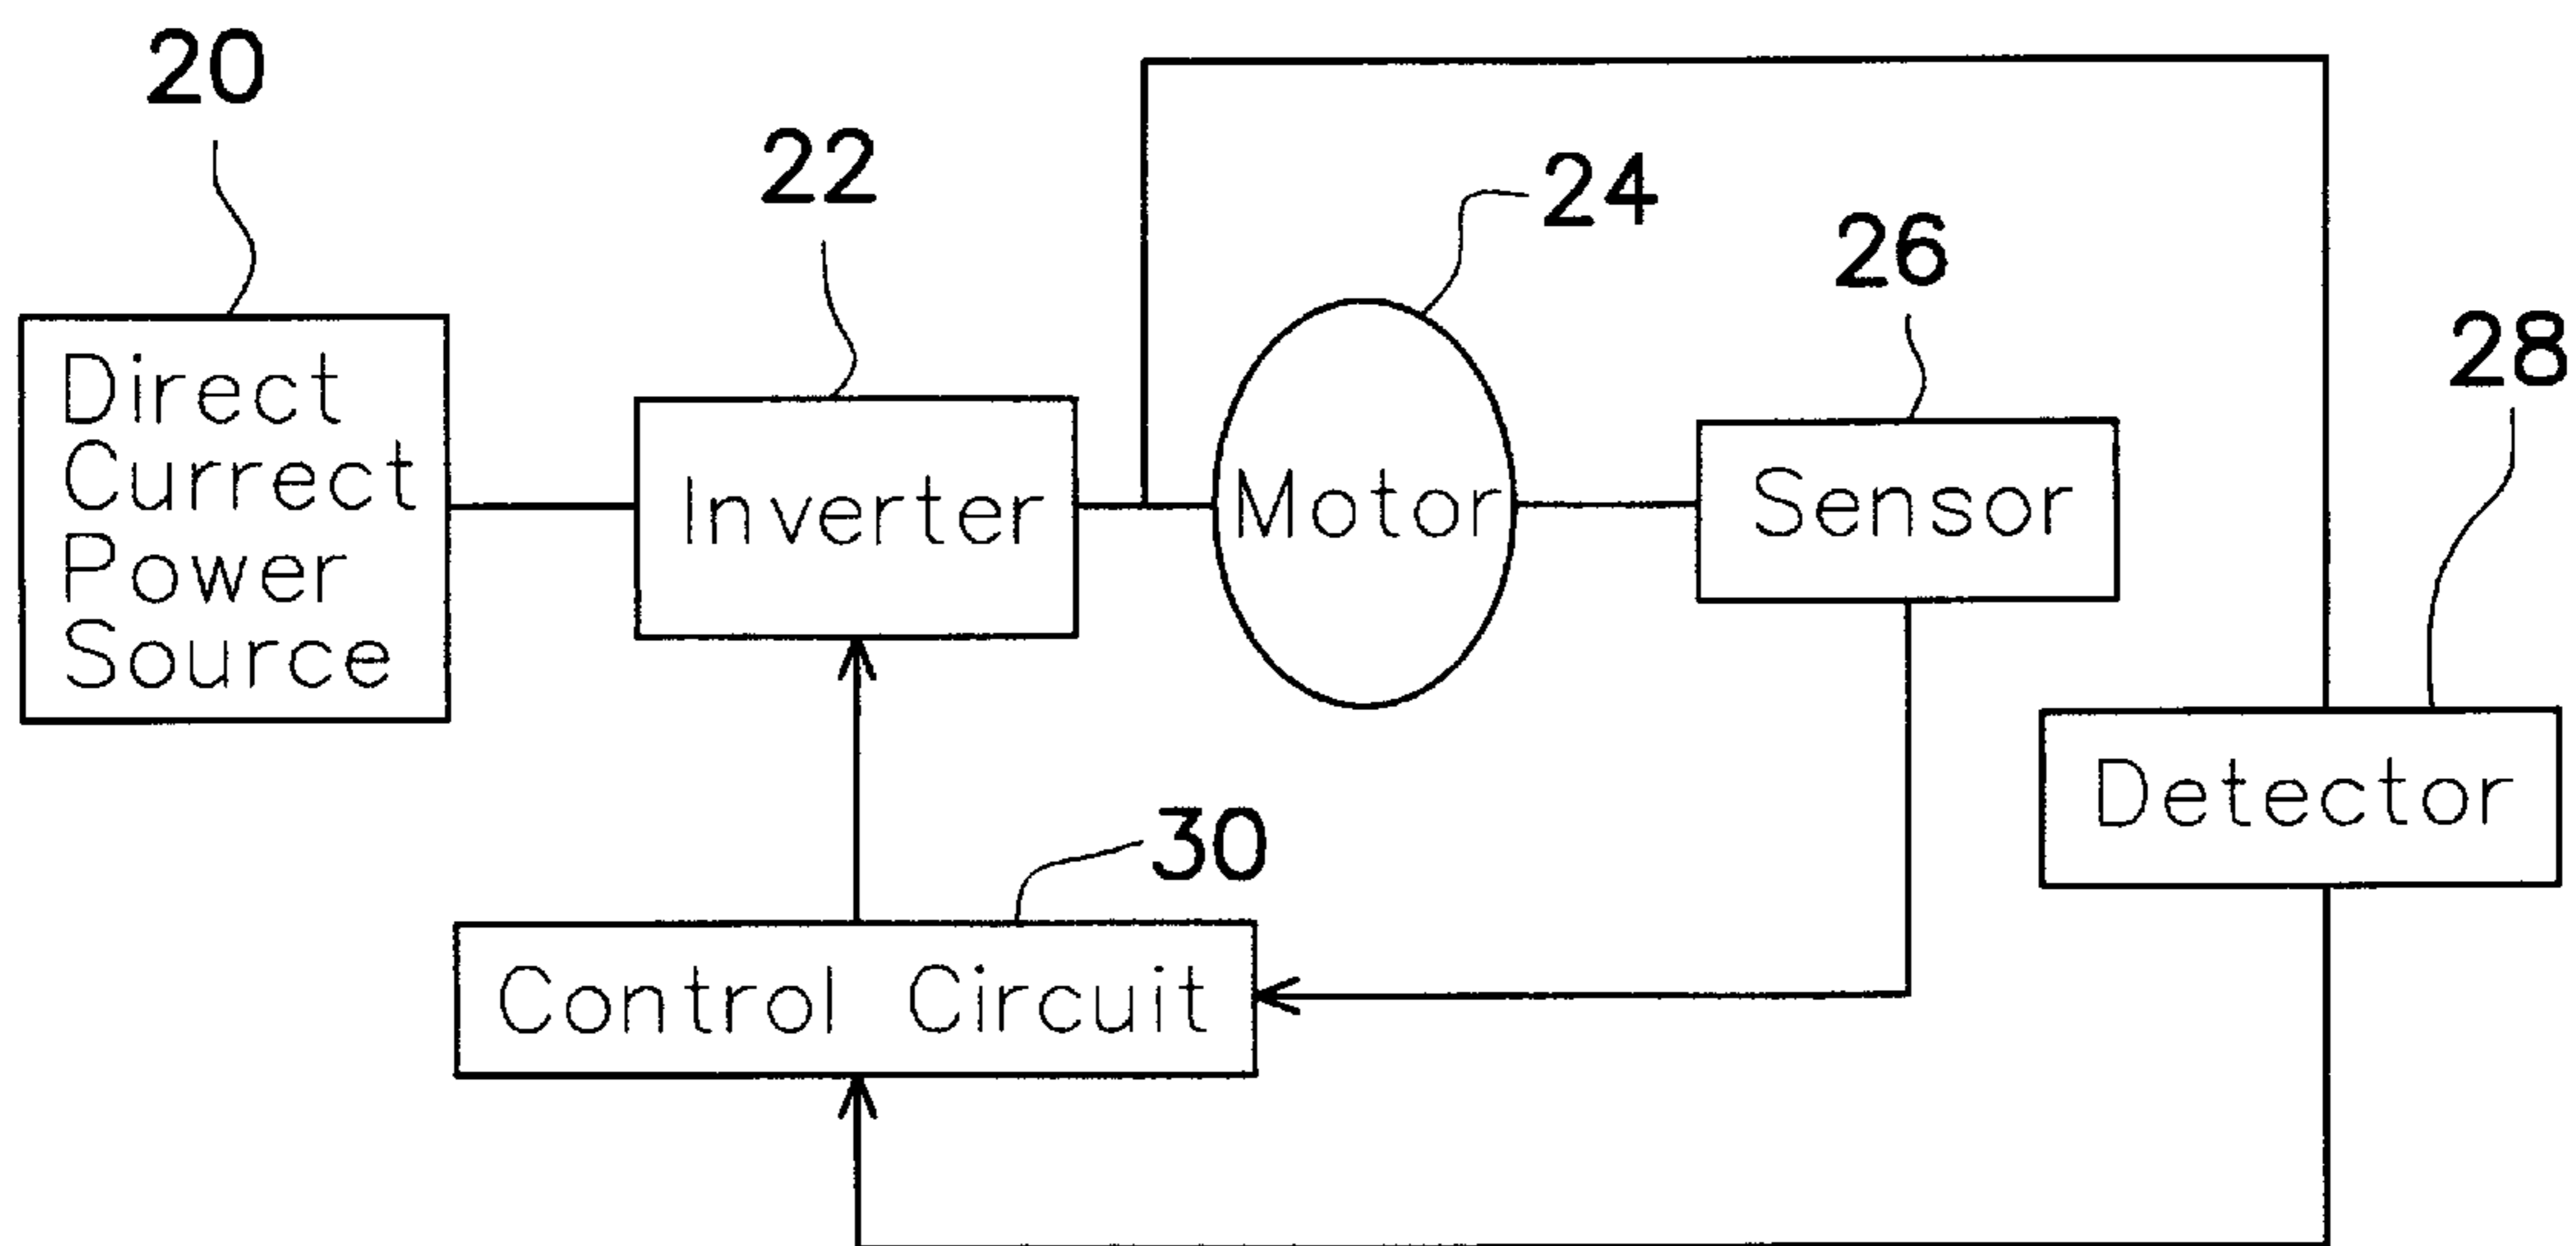 20
22
24
26
28
Direct
Currect
Power
Source
Inverter
Motor
Sensor
Detector
30
Control Circuit